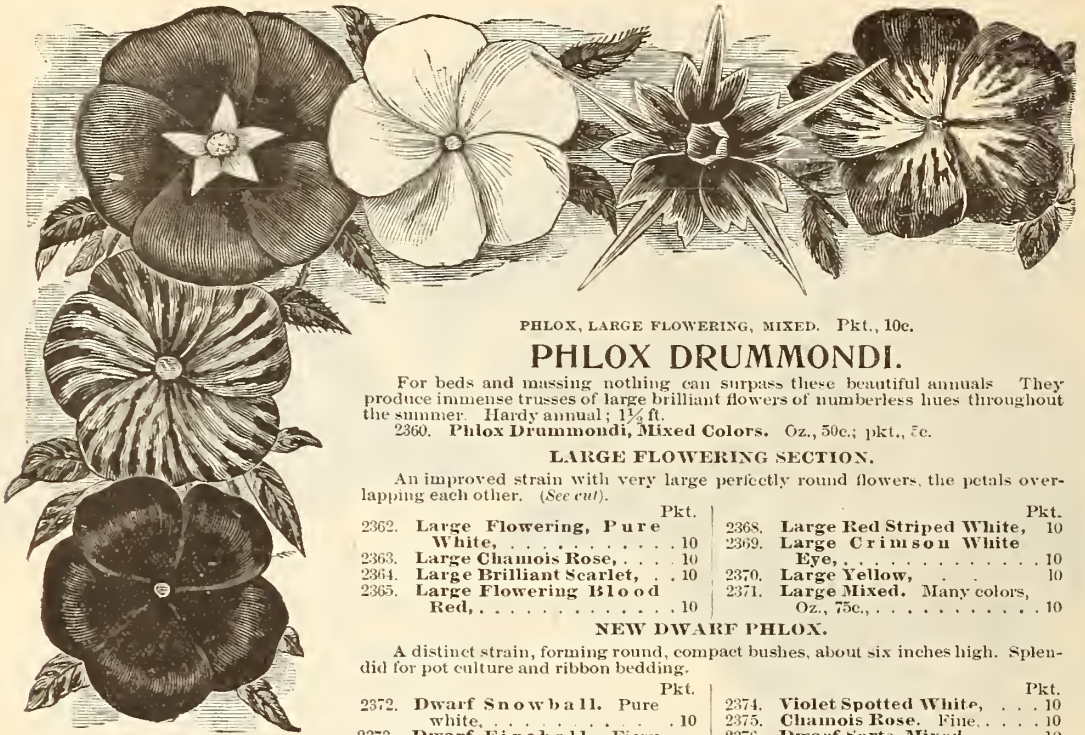 PHLOX, LARGE FLOWERING, MIXED. Pkt., 10c.
PHLOX DRUMMONDI.
For beds and massing nothing can surpass these beautiful annuals They
produce immense trusses of large brilliant flowers of numberless hues throughout
the summer. Hardy annual; 1½ ft.
2360. Phlox Drummondi, Mixed Colors. Oz., 50c.; pkt., 5c.
LARGE FLOWERING SECTION.
An improved strain with very large perfectly round flowers, the petals over-
lapping each other. (See cut).
Pkt.
2362. Large Flowering, Pure
White, . . . . . . . . . . . 10
2363. Large Chamois Rose, . . . . 10
2364. Large Brilliant Scarlet, . . 10
2365. Large Flowering Blood
Red, . . . . . . . . . . . . 10
Pkt.
2368. Large Red Striped White, 10
2369. Large Crimson White
Eye, . . . . . . . . . . . . 10
2370. Large Yellow, . . 10
2371. Large Mixed. Many colors,
Oz., 75c., . . . . . . . . . . 10
NEW DWARF PHLOX.
A distinct strain, forming round, compact bushes, about six inches high. Splen-
did for pot culture and ribbon bedding.
Pkt.
2372. Dwarf Snowball. Pure
white, . . . . . . . . . . . 10
Pkt.
2374. Violet Spotted White, . . . 10
2375. Chamois Rose. Fine, . . . . 10